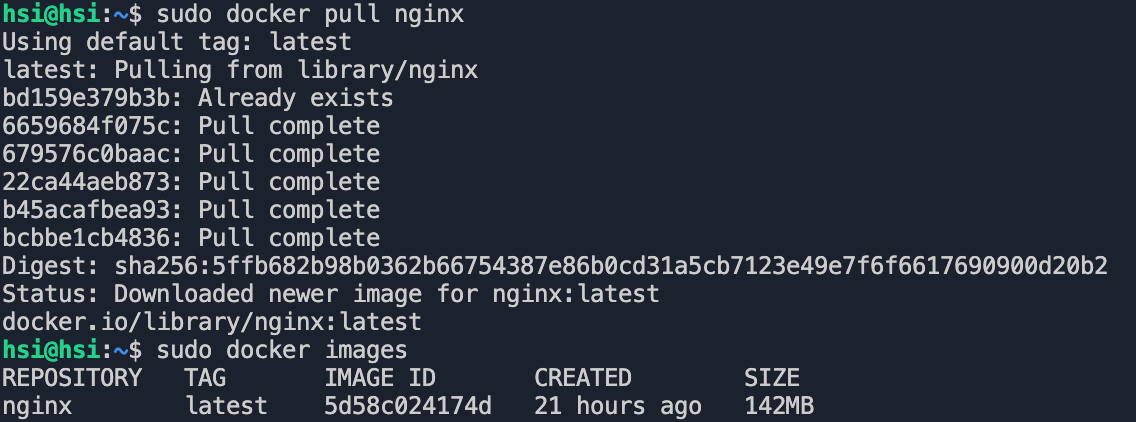 hsi@hsi:~$ sudo docker pull nginx
Using default tag: latest
latest: Pulling from library/nginx
bd159e379b3b: Already exists
6659684f075c: Pull complete
679576c0baac: Pull complete
22ca44aeb873: Pull complete
b45acafbea93: Pull complete
bcbbe1cb4836: Pull complete
Digest: sha256:5ffb682b98b0362b66754387e86b0cd31a5cb7123e49e7f6f6617690900d20b2
Status: Downloaded newer image for nginx:latest
docker.io/library/nginx:latest
hsi@hsi:~$ sudo docker images
REPOSITORY   TAG       IMAGE ID       CREATED        SIZE
nginx        latest    5d58c024174d   21 hours ago   142MB